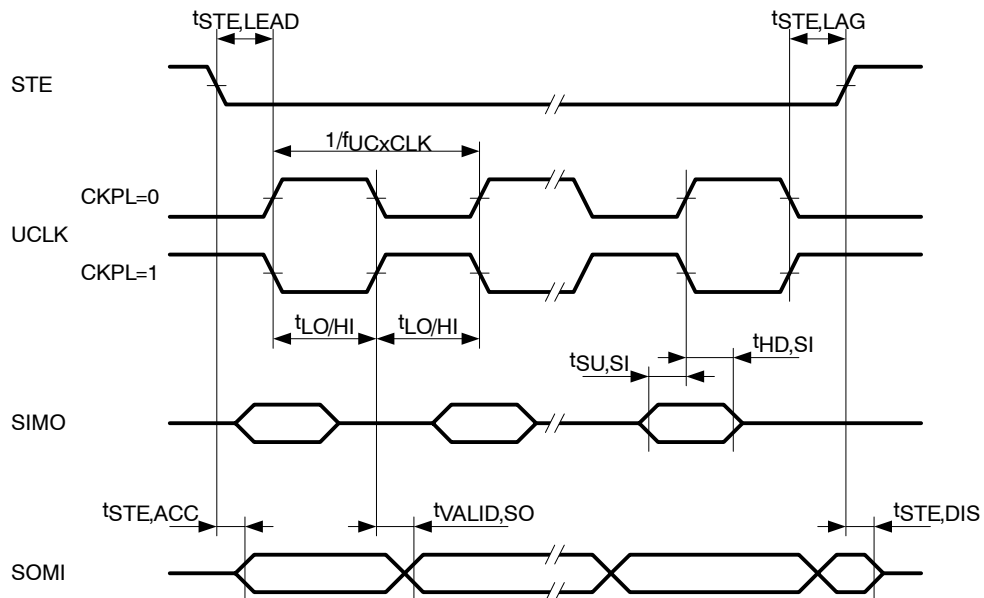 tSTE,LEAD
tSTE,LAG
STE
1/fUCxCLK
CKPL=0
UCLK
CKPL=1
tLO/HI
tLO/HI
tSU,SI
tHD,SI
SIMO
tSTE,ACC
tVALID,SO
tSTE,DIS
SOMI